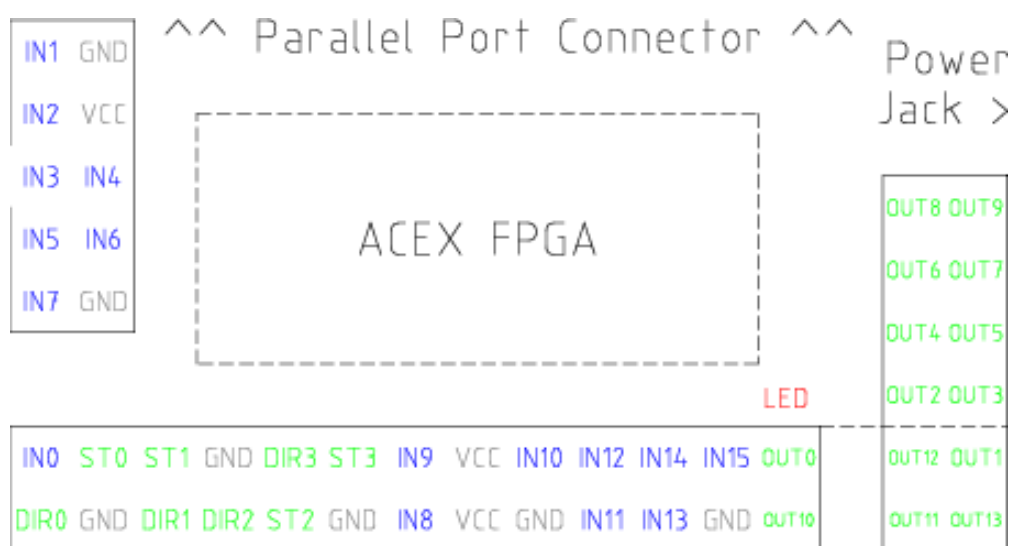 ^^ Parallel Port Connector ^^
Power
Jack >
IN1 GND
IN2 VCC
IN3 IN4
IN5 IN6
IN7 GND
ACEX FPGA
OUT8 OUT9
OUT6 OUT7
OUT4 OUT5
OUT2 OUT3
OUT12 OUT1
OUT11 OUT13
LED
IN0 ST0 ST1 GND DIR3 ST3 IN9 VCC IN10 IN12 IN14 IN15 OUT0
DIR0 GND DIR1 DIR2 ST2 GND IN8 VCC GND IN11 IN13 GND OUT10